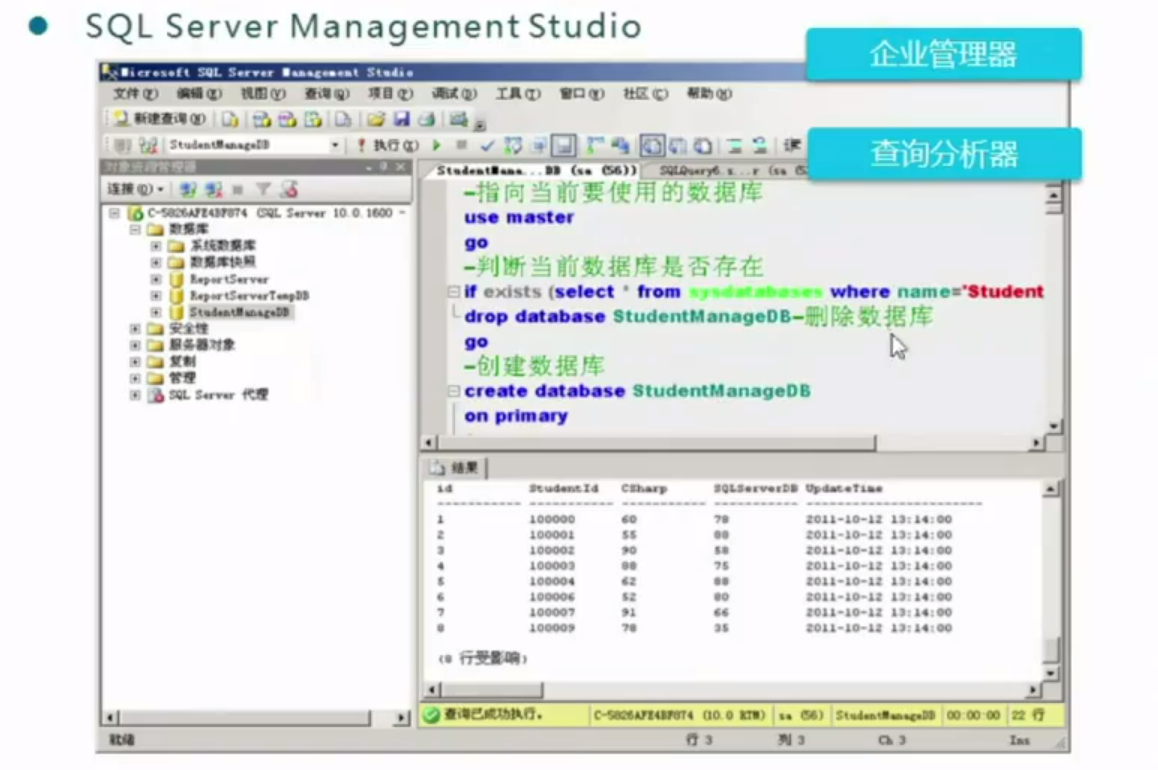 SQL Server Management Studio
企业管理器
查询分析器
Microsoft SQL Server Management Studio
文件(F) 编辑(E) 视图(V) 查询(Q) 项目(P) 调试(D) 工具(T) 窗口(W) 社区(C) 帮助(H)
新建查询(N)
StudentManageDB 执行(X)
对象资源管理器
连接(O)
StudentMana...DB (sa (56)) SQLQuery6.s...r (sa
C-5826AFE4BF874 (SQL Server 10.0.1600 -
数据库
系统数据库
数据库快照
ReportServer
ReportServerTempDB
StudentManageDB
安全性
服务器对象
复制
管理
SQL Server 代理
-指向当前要使用的数据库
use master
go
-判断当前数据库是否存在
if exists (select * from sysdatabases where name='Student
drop database StudentManageDB-删除数据库
go
-创建数据库
create database StudentManageDB
on primary
结果
id StudentId CSharp SQLServerDB UpdateTime
1 100000 60 78 2011-10-12 13:14:00
2 100001 55 88 2011-10-12 13:14:00
3 100002 90 58 2011-10-12 13:14:00
4 100003 88 75 2011-10-12 13:14:00
5 100004 62 88 2011-10-12 13:14:00
6 100006 52 80 2011-10-12 13:14:00
7 100007 91 66 2011-10-12 13:14:00
8 100009 78 35 2011-10-12 13:14:00
(8 行受影响)
查询已成功执行。 C-5826AFE4BF874 (10.0 RTM) sa (56) StudentManageDB 00:00:00 22 行
就绪 行 3 列 3 Ch 3 Ins